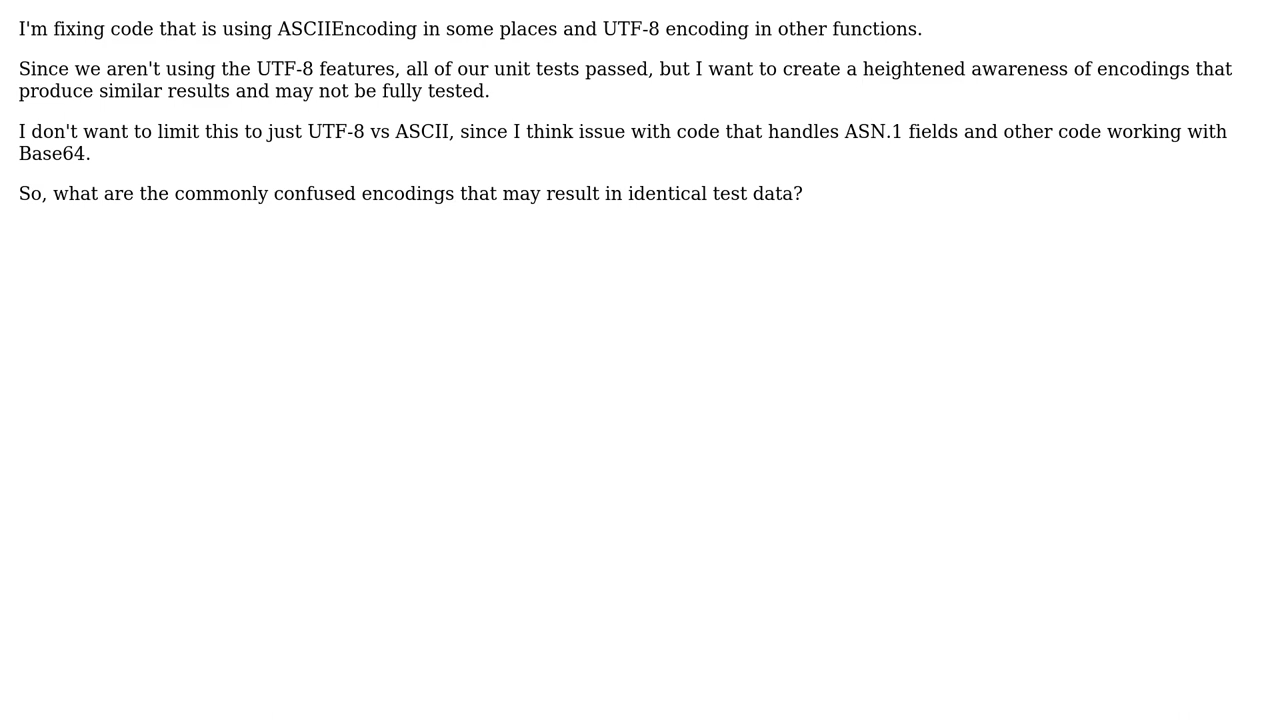 I'm fixing code that is using ASCIIEncoding in some places and UTF-8 encoding in other functions.
Since we aren't using the UTF-8 features, all of our unit tests passed, but I want to create a heightened awareness of encodings that
produce similar results and may not be fully tested.
I don't want to limit this to just UTF-8 vs ASCII, since I think issue with code that handles ASN.1 fields and other code working with
Base64.
So, what are the commonly confused encodings that may result in identical test data?